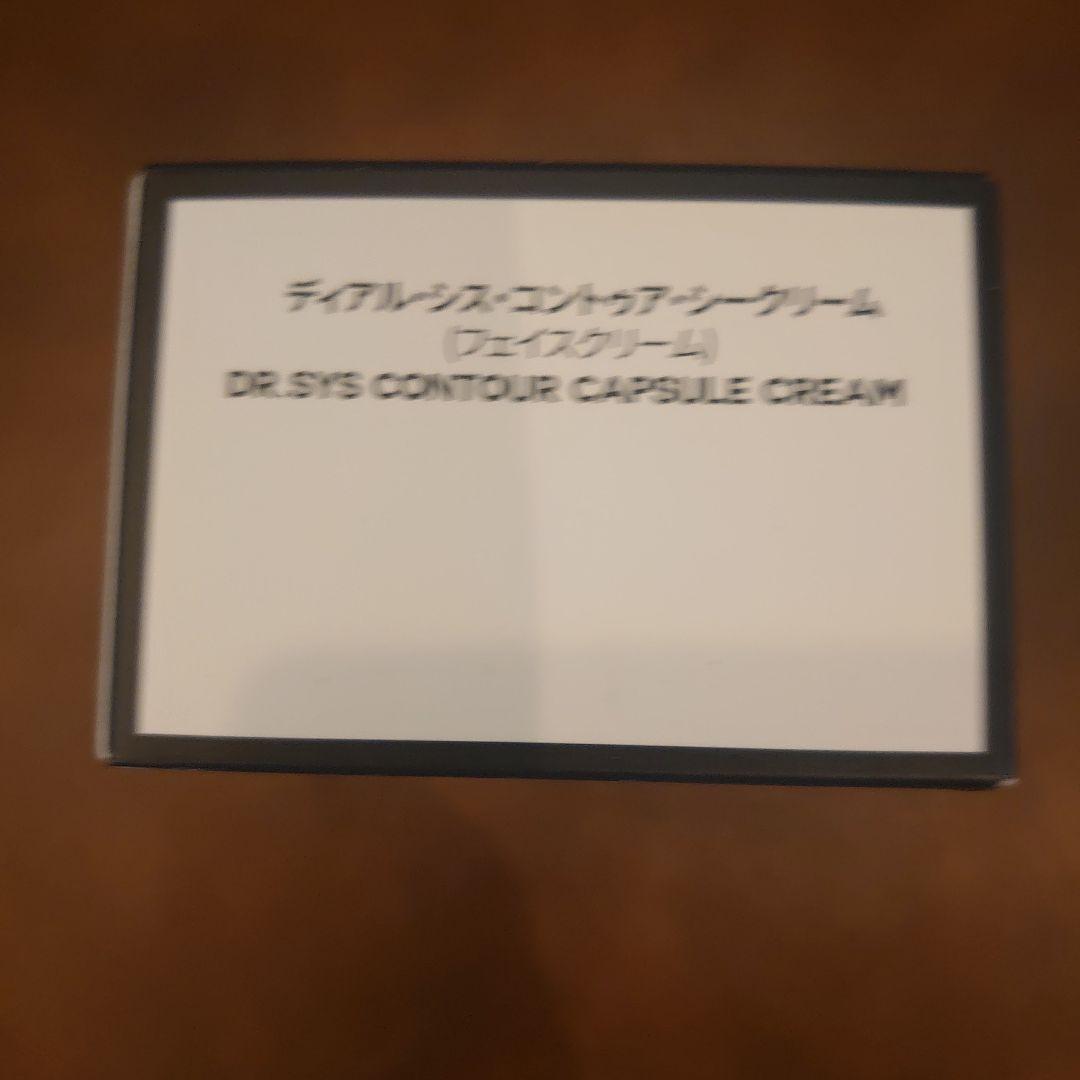 ディアル・シス・コントゥア・シークリーム
(フェイスクリーム)
DR.SYS CONTOUR CAPSULE CREAM